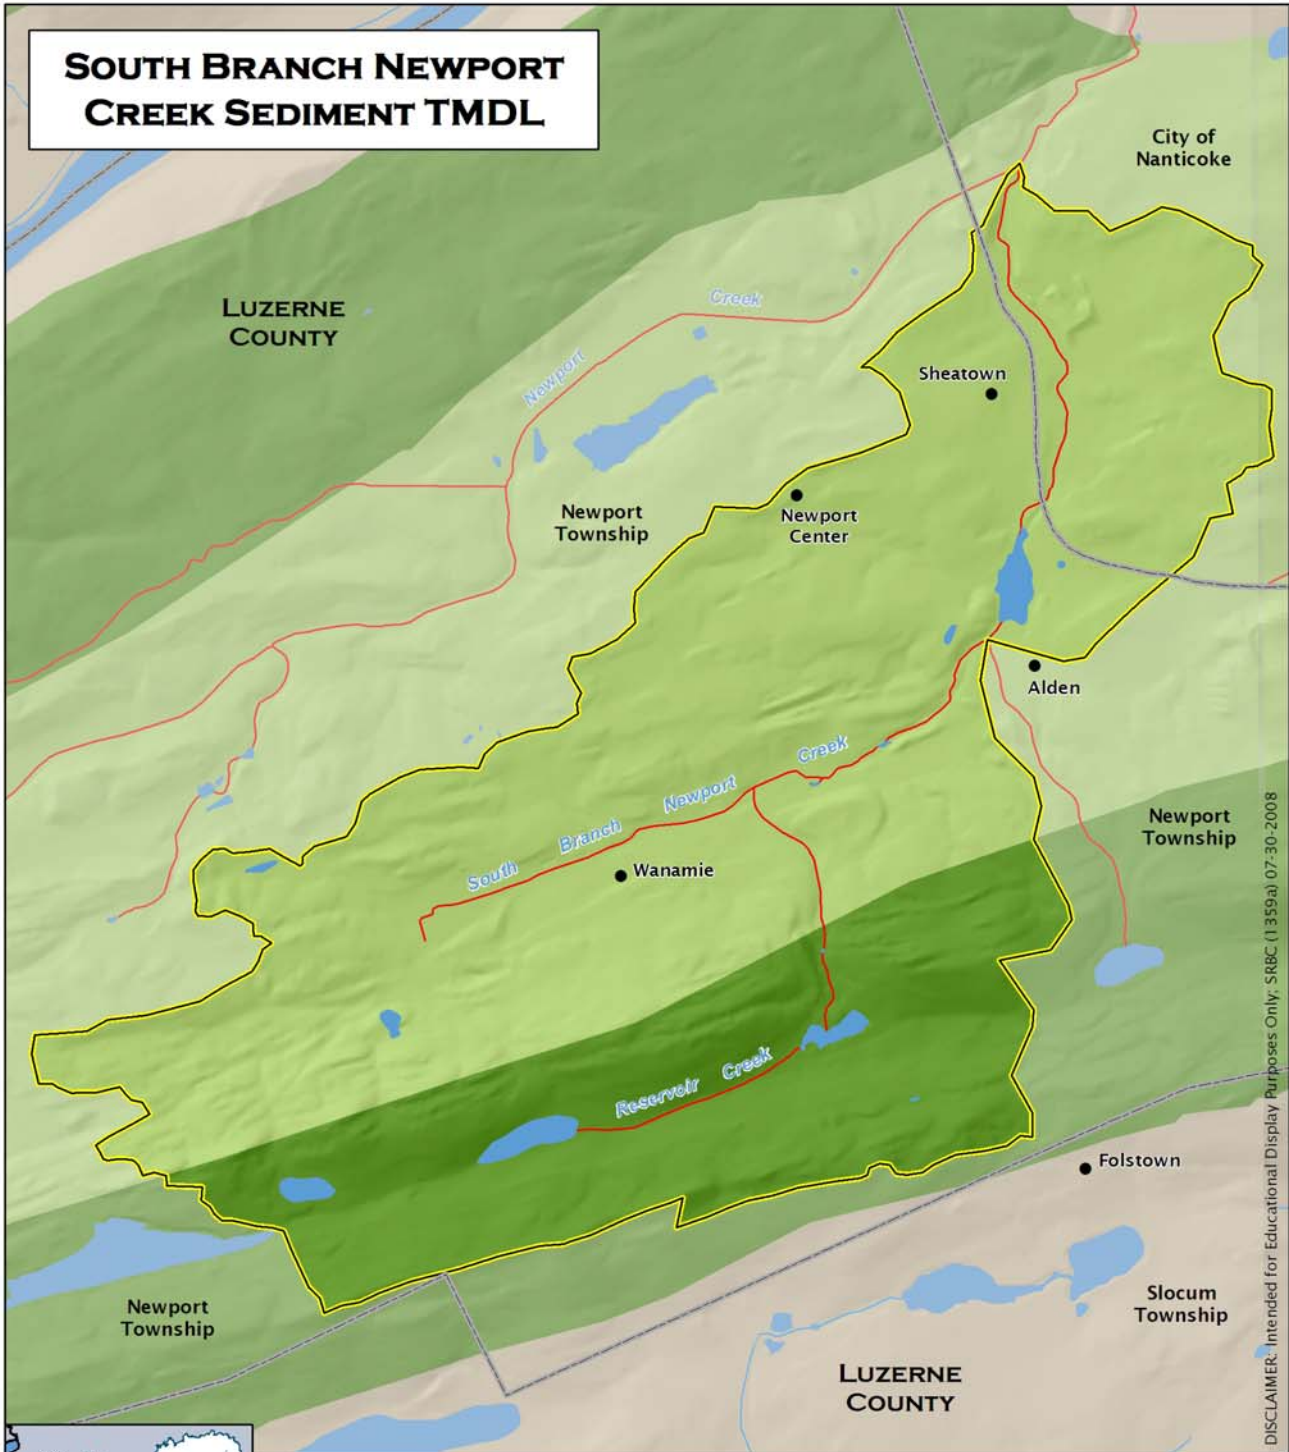 SOUTH BRANCH NEWPORT
CREEK SEDIMENT TMDL
City of
Nanticoke
LUZERNE
COUNTY
Creek
Newport
Sheatown
Newport
Township
Newport
Center
Alden
South Branch Newport Creek
Newport
Township
Wanamie
Reservoir Creek
Folstown
Newport
Township
Slocum
Township
LUZERNE
COUNTY
DISCLAIMER: Intended for Educational Display Purposes Only; SRBC (1359a) 07-30-2008